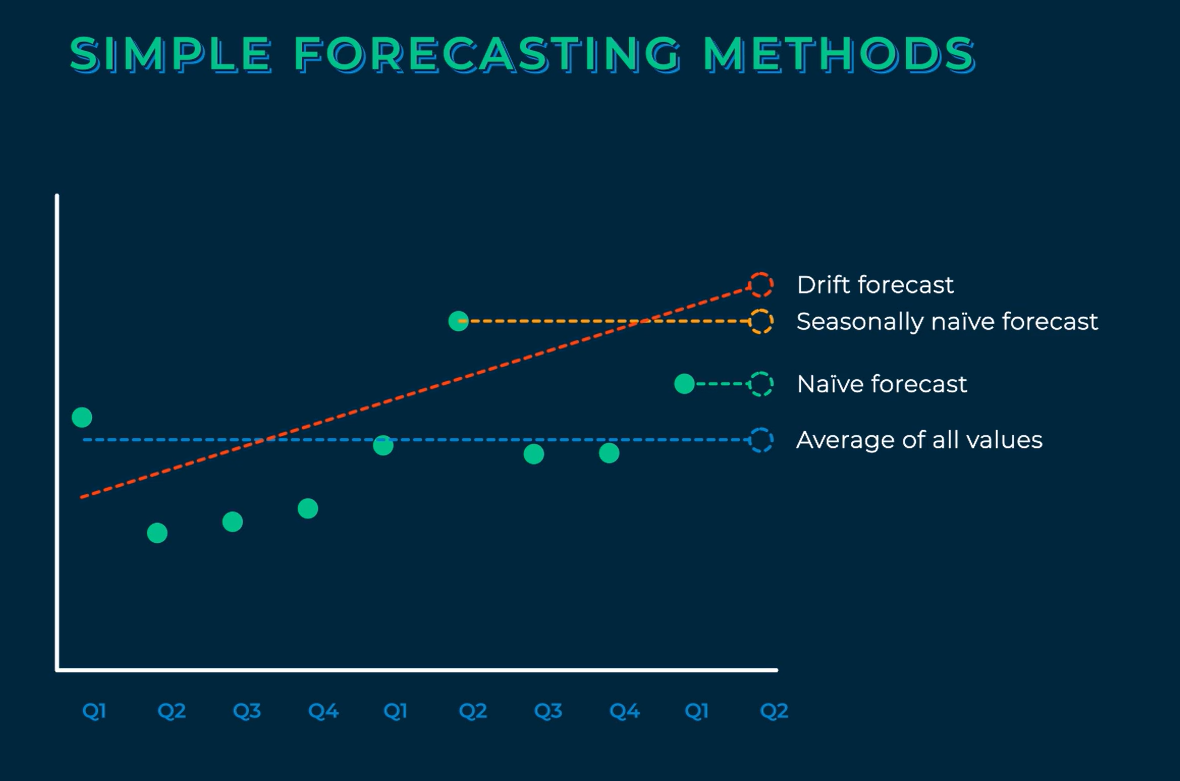 SIMPLE FORECASTING METHODS
Drift forecast
Seasonally naïve forecast
Naïve forecast
Average of all values
Q1 Q2 Q3 Q4 Q1 Q2 Q3 Q4 Q1 Q2